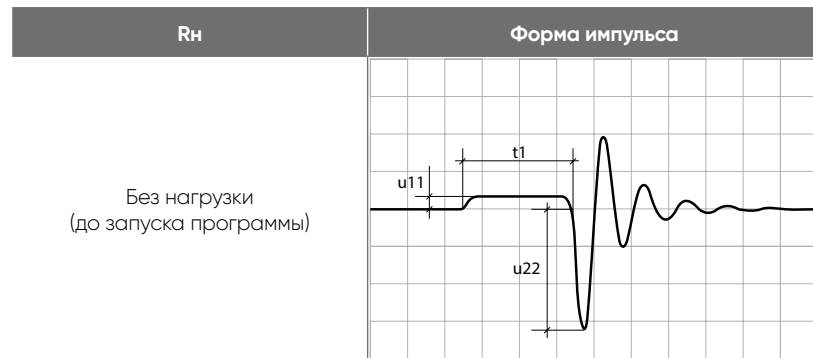 Rн
Форма импульса
Без нагрузки
(до запуска программы)
t1
u11
u22